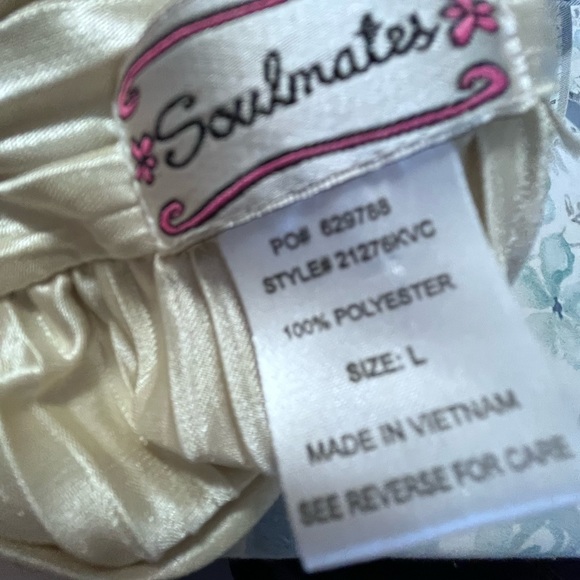 Soulmates
PO# 629768
STYLE# 21276KVC
100% POLYESTER
SIZE: L
MADE IN VIETNAM
SEE REVERSE FOR CARE